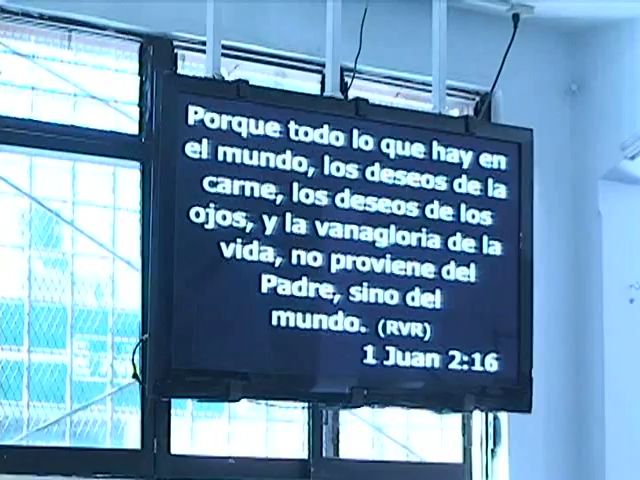 Porque todo lo que hay en
el mundo, los deseos de la
carne, los deseos de los
ojos, y la vanagloria de la
vida, no proviene del
Padre, sino del
mundo. (RVR)
1 Juan 2:16